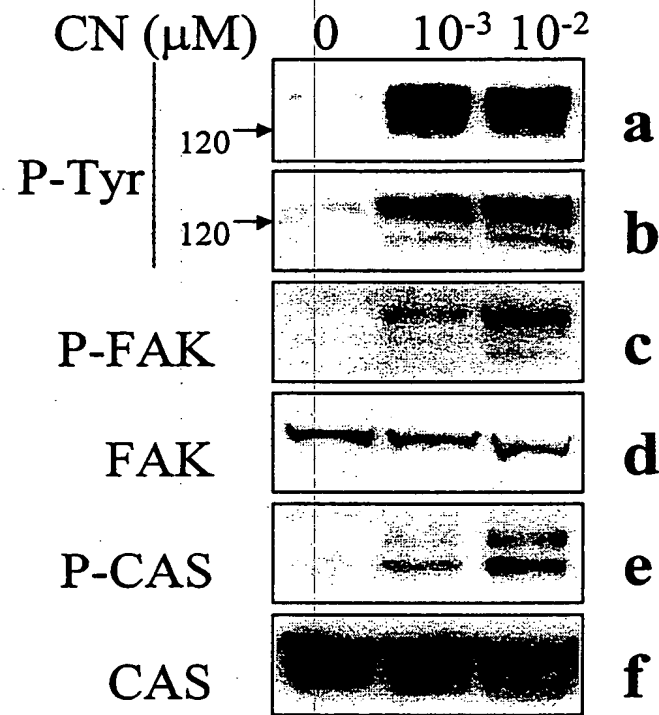 CN (μM) 0 10⁻³ 10⁻²
120 a
P-Tyr
120 b
P-FAK c
FAK d
P-CAS e
CAS f